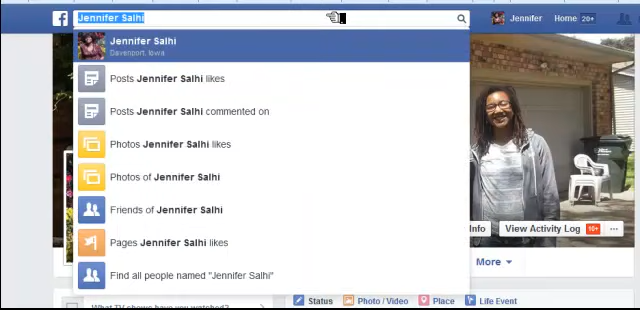 Jennifer Salhi
Jennifer Home 20+
Jennifer Salhi
Davenport, Iowa
Posts Jennifer Salhi likes
Posts Jennifer Salhi commented on
Photos Jennifer Salhi likes
Photos of Jennifer Salhi
Friends of Jennifer Salhi
Info View Activity Log 10+ ...
Pages Jennifer Salhi likes
More
Find all people named "Jennifer Salhi"
What TV shows have you watched?
Status Photo / Video Place Life Event